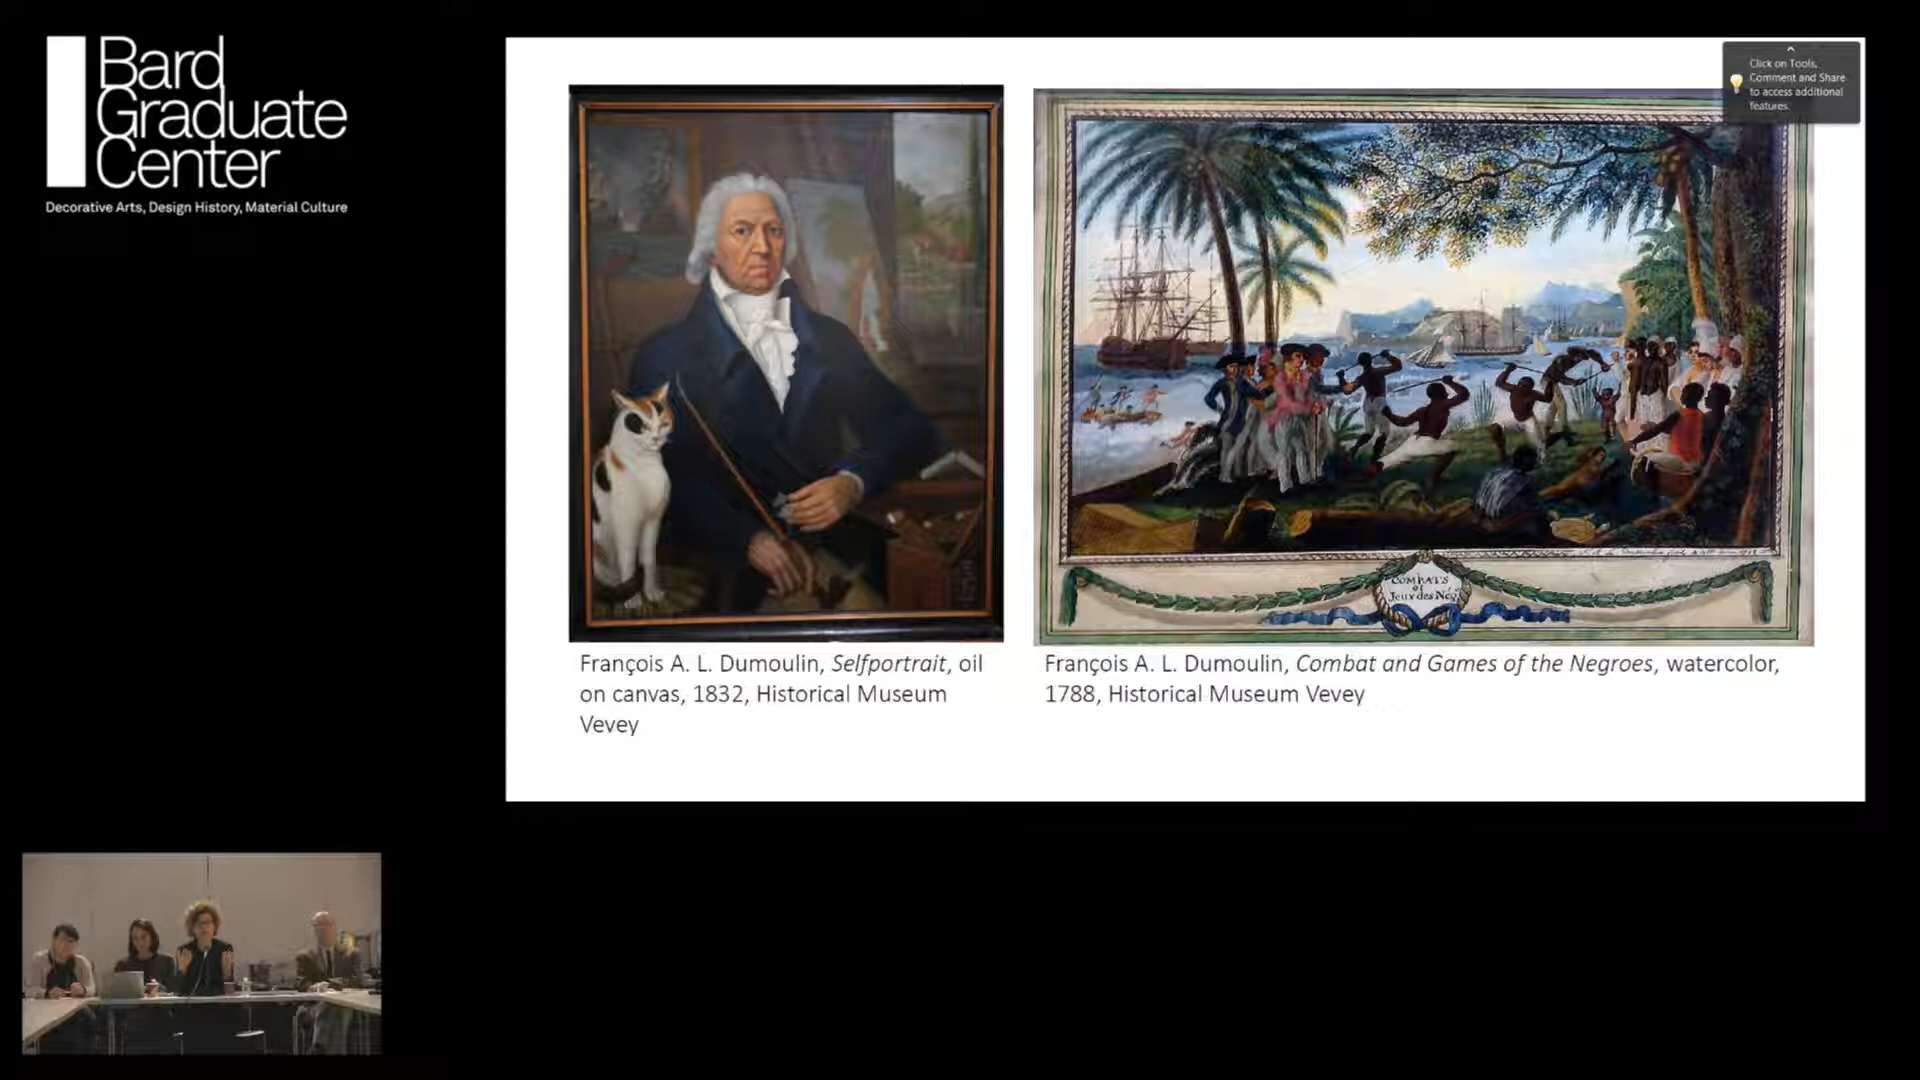 Bard
Graduate
Center
Decorative Arts, Design History, Material Culture
Click on Tools,
Comment and Share
to access additional
features.
COMBATS
et
Jeux des Nég
François A. L. Dumoulin, Selfportrait, oil
on canvas, 1832, Historical Museum
Vevey
François A. L. Dumoulin, Combat and Games of the Negroes, watercolor,
1788, Historical Museum Vevey